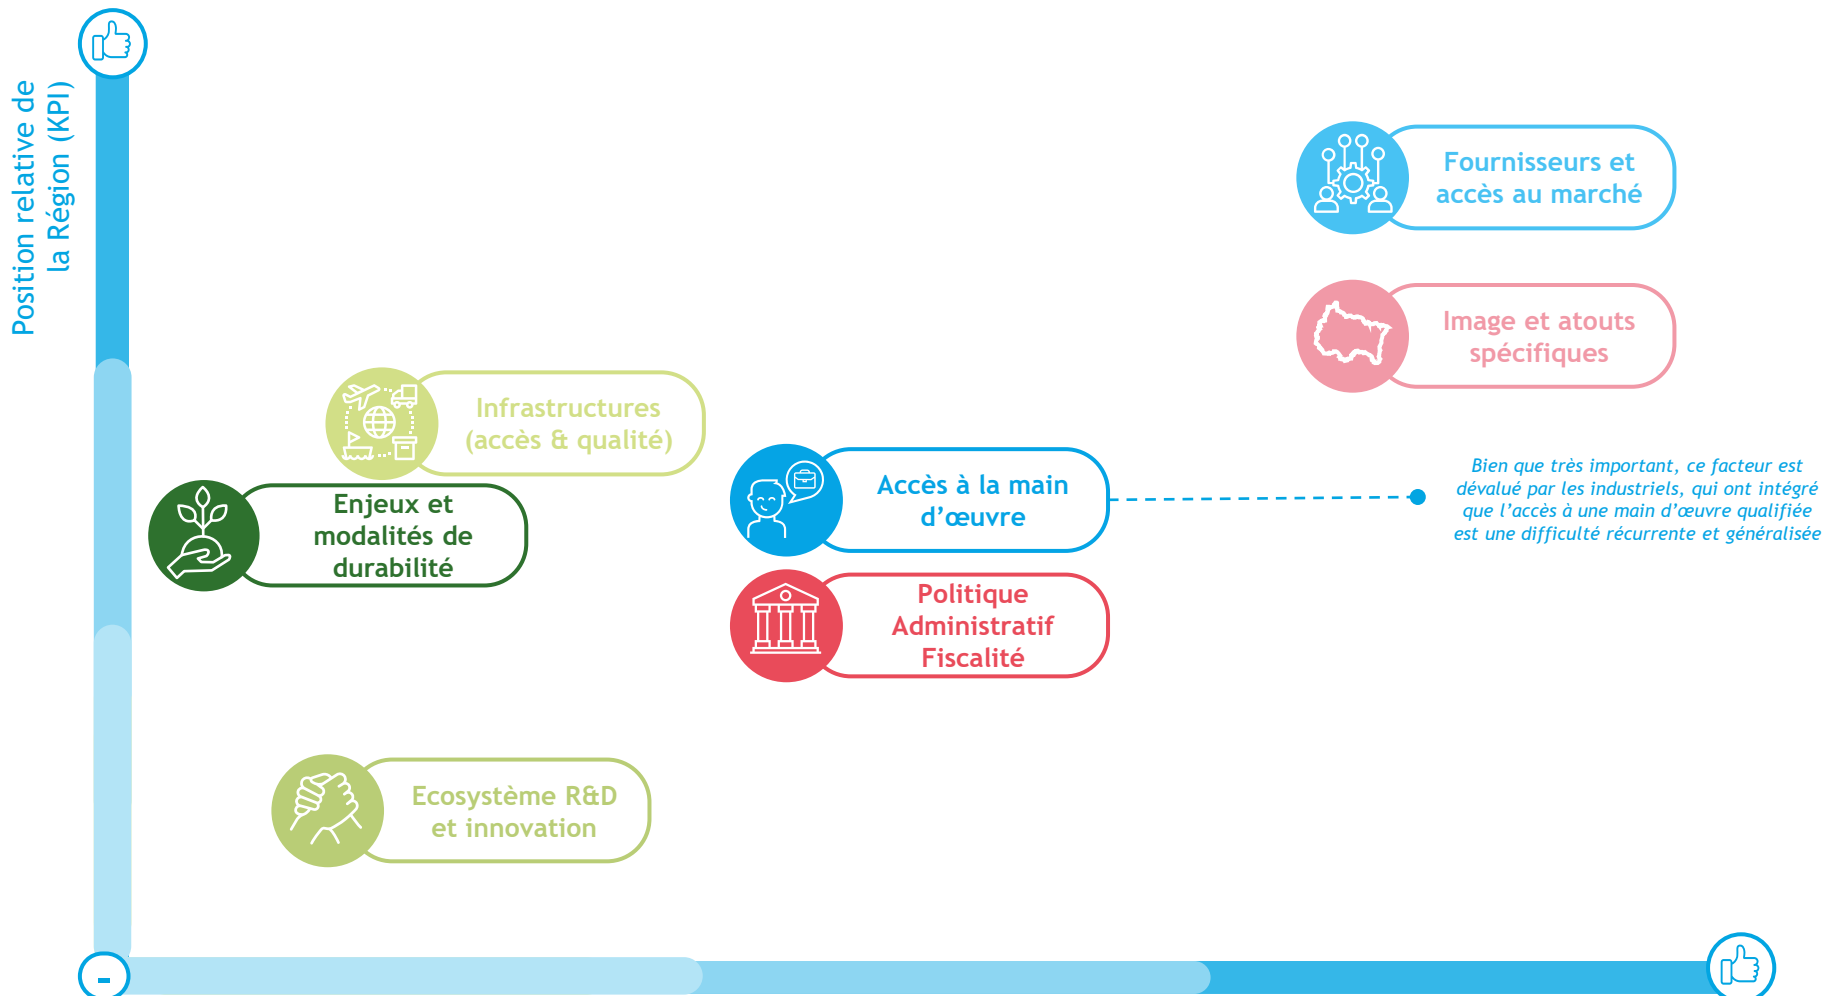 Position relative de
la Région (KPI)
Fournisseurs et
accès au marché
Image et atouts
spécifiques
Infrastructures
(accès & qualité)
Bien que très important, ce facteur est
dévalué par les industriels, qui ont intégré
que l’accès à une main d’œuvre qualifiée
est une difficulté récurrente et généralisée
Accès à la main
d’œuvre
Enjeux et
modalités de
durabilité
Politique
Administratif
Fiscalité
Ecosystème R&D
et innovation
-